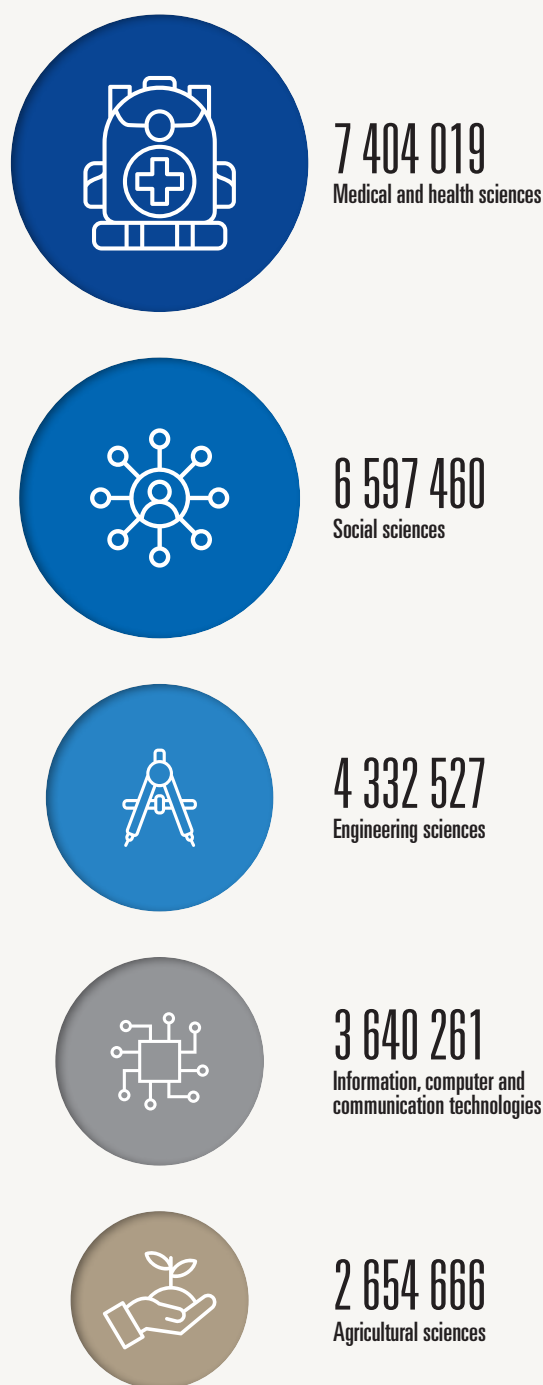 7 404 019
Medical and health sciences
6 597 460
Social sciences
4 332 527
Engineering sciences
3 640 261
Information, computer and
communication technologies
2 654 666
Agricultural sciences